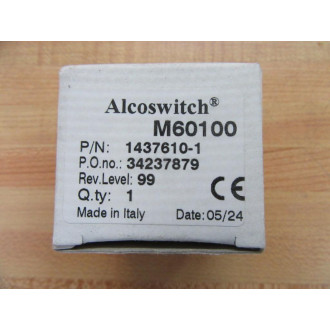 Alcoswitch®
M60100
P/N: 1437610-1
P.O.no.: 34237879
Rev.Level: 99
Q.ty: 1
CE
Made in Italy Date: 05/24